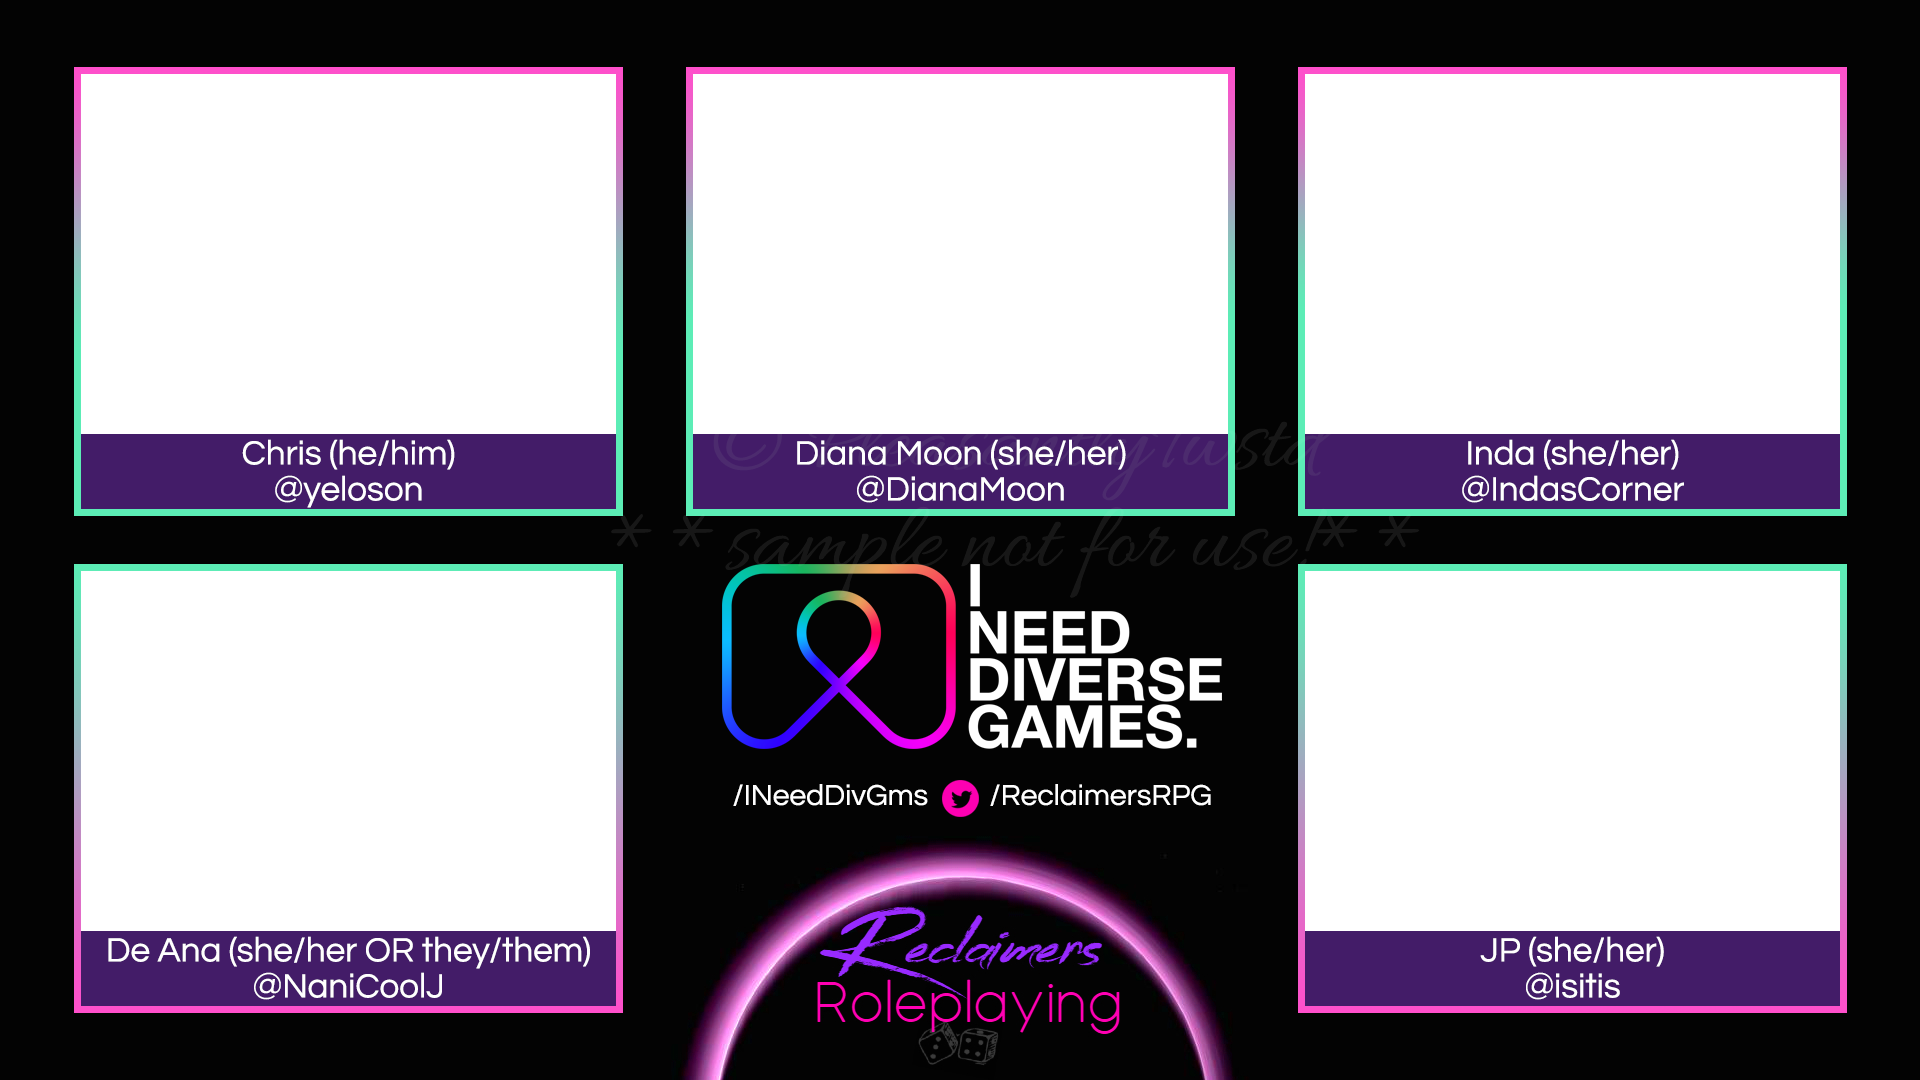 Chris (he/him)
@yeloson
Diana Moon (she/her)
@DianaMoon
Inda (she/her)
@IndasCorner
* * sample not for use!* *
I
NEED
DIVERSE
GAMES.
/INeedDivGms
/ReclaimersRPG
De Ana (she/her OR they/them)
@NaniCoolJ
JP (she/her)
@isitis
Reclaimers
Roleplaying